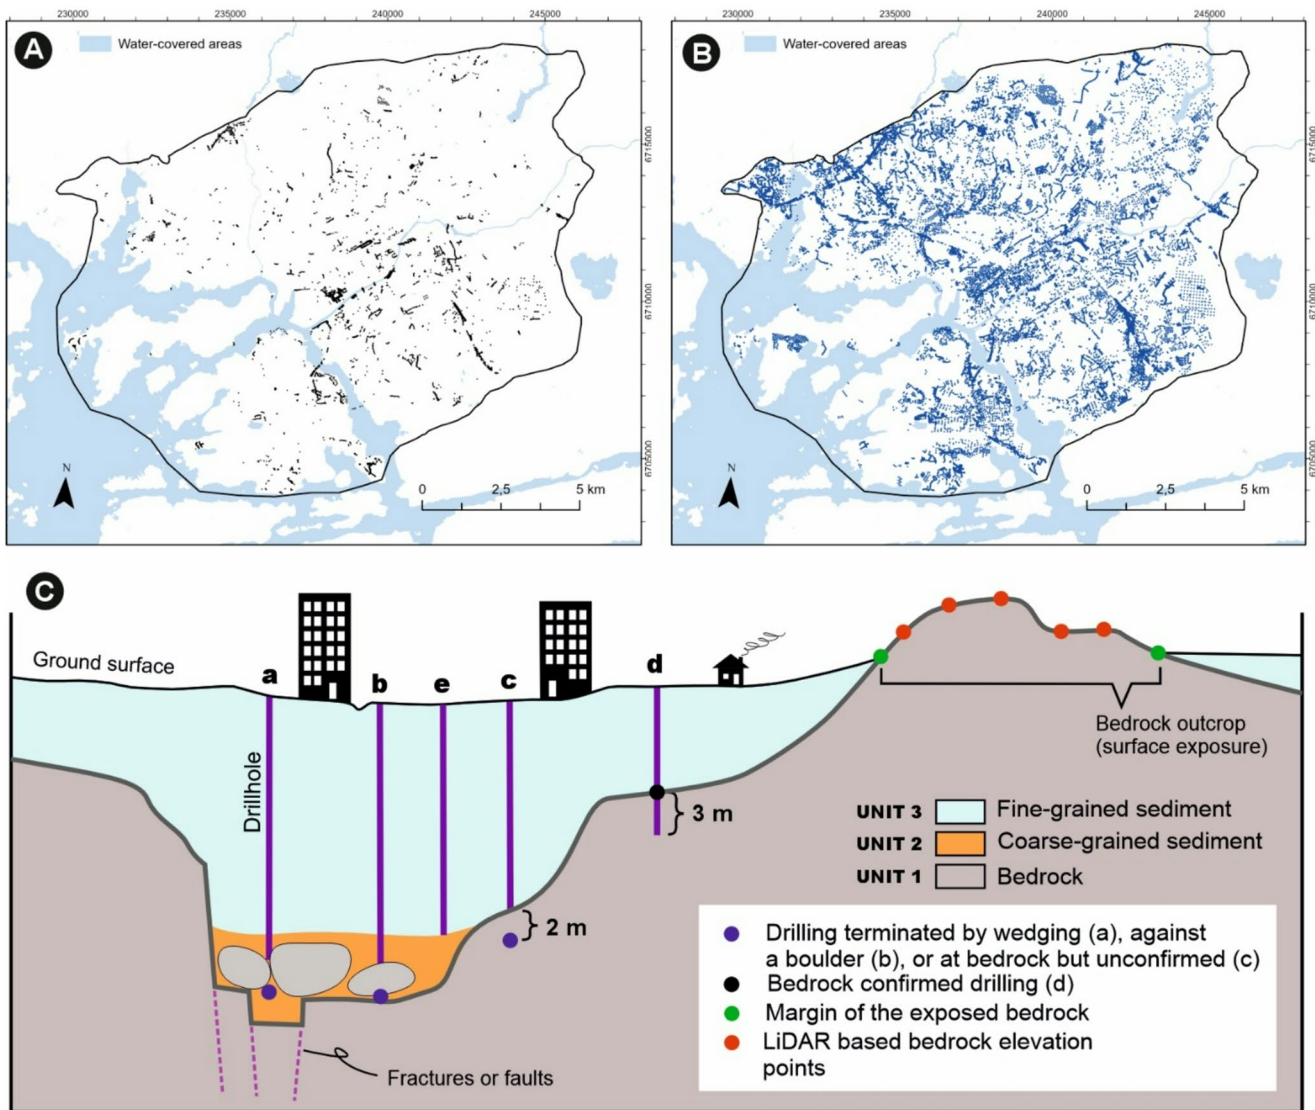 230000
235000
240000
245000
A
Water-covered areas
6715000
6710000
6705000
N
0
2,5
5 km
230000
235000
240000
245000
B
Water-covered areas
6715000
6710000
6705000
N
0
2,5
5 km
C
Ground surface
a
b
e
c
d
Drillhole
Bedrock outcrop
(surface exposure)
3 m
2 m
UNIT 3 Fine-grained sediment
UNIT 2 Coarse-grained sediment
UNIT 1 Bedrock
Drilling terminated by wedging (a), against
a boulder (b), or at bedrock but unconfirmed (c)
Bedrock confirmed drilling (d)
Margin of the exposed bedrock
LiDAR based bedrock elevation
points
Fractures or faults